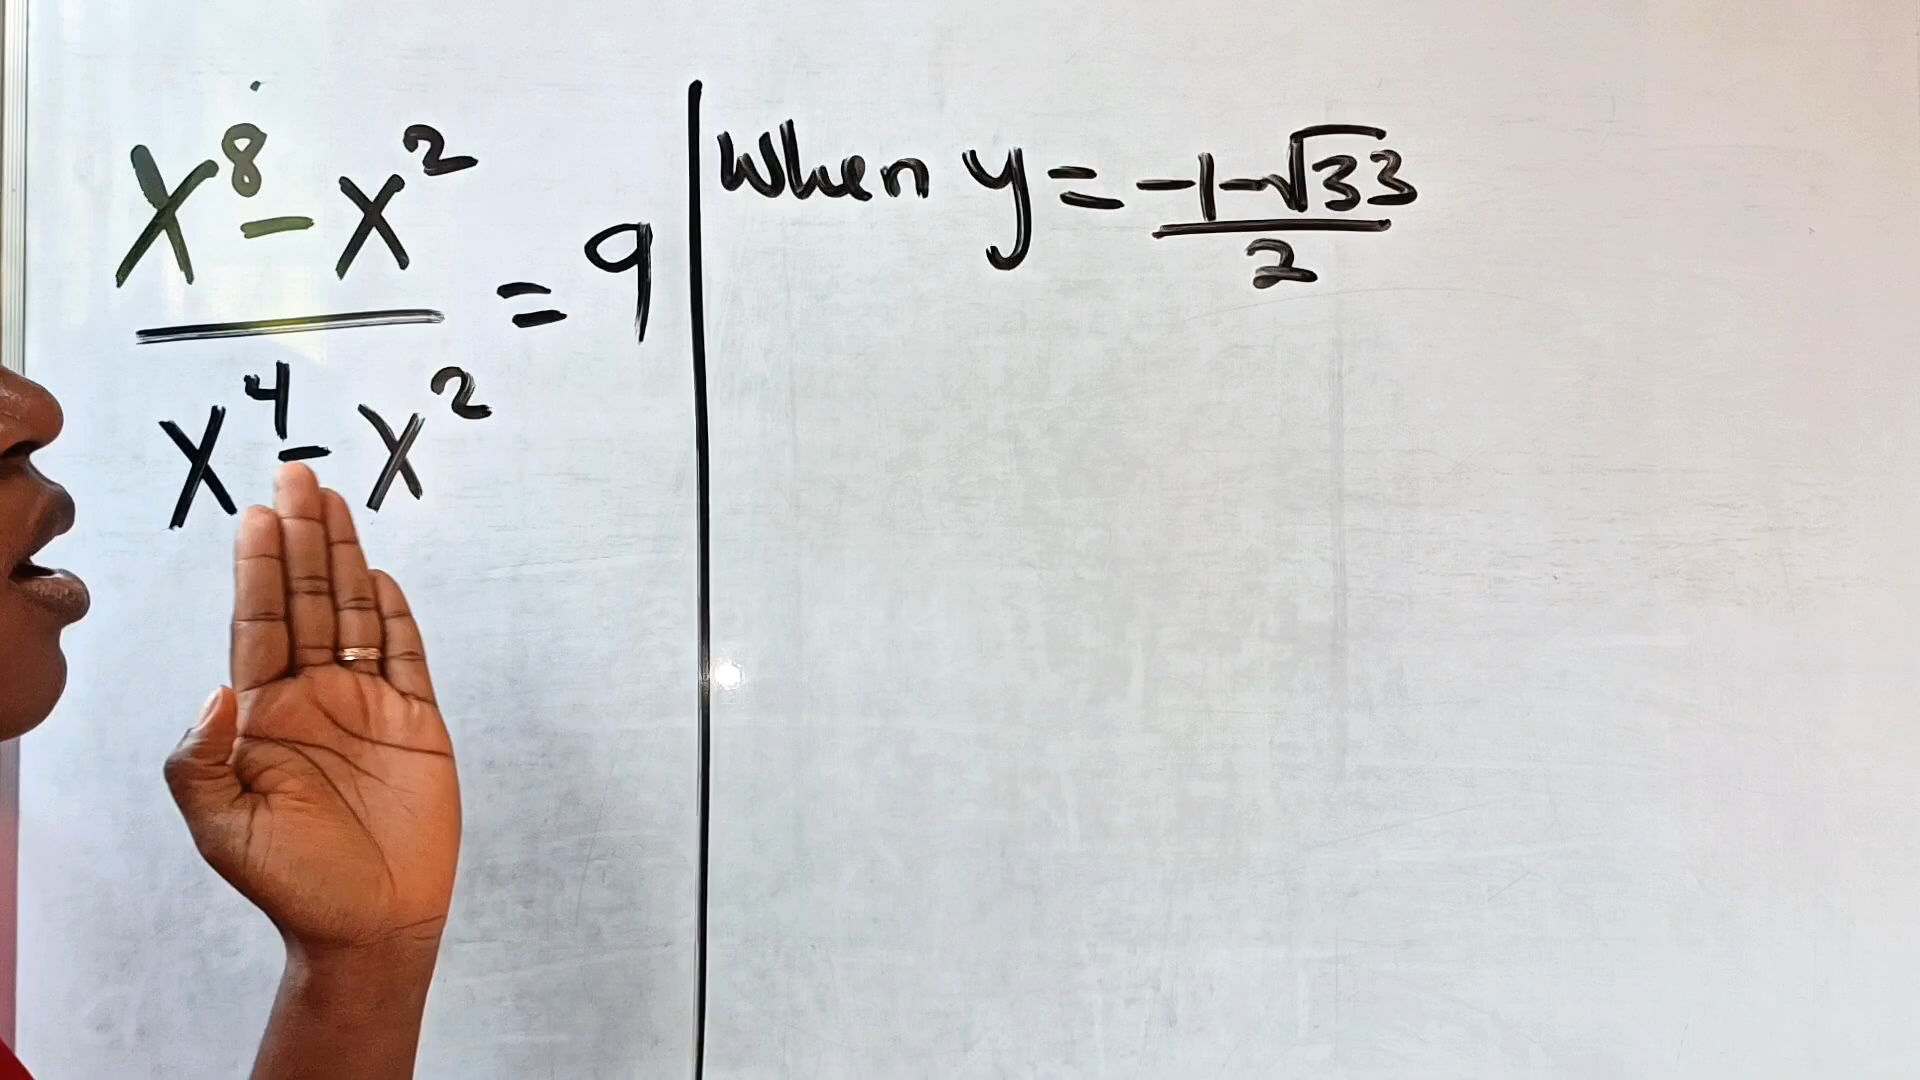 x⁸ - x²
x⁴ - x²
= 9
When y = -1-√33
2